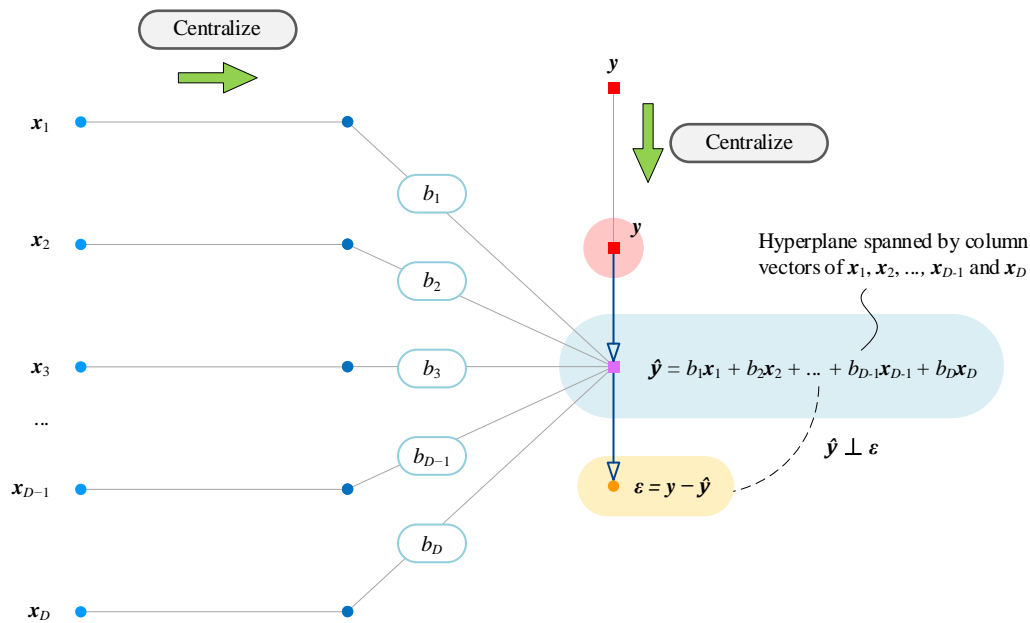 Centralize
y
x1
Centralize
b1
x2
y
Hyperplane spanned by column
vectors of x1, x2, ..., xD-1 and xD
b2
x3
b3
ŷ = b1x1 + b2x2 + ... + bD-1xD-1 + bDxD
...
ŷ ⊥ ε
bD−1
xD−1
ε = y − ŷ
bD
xD